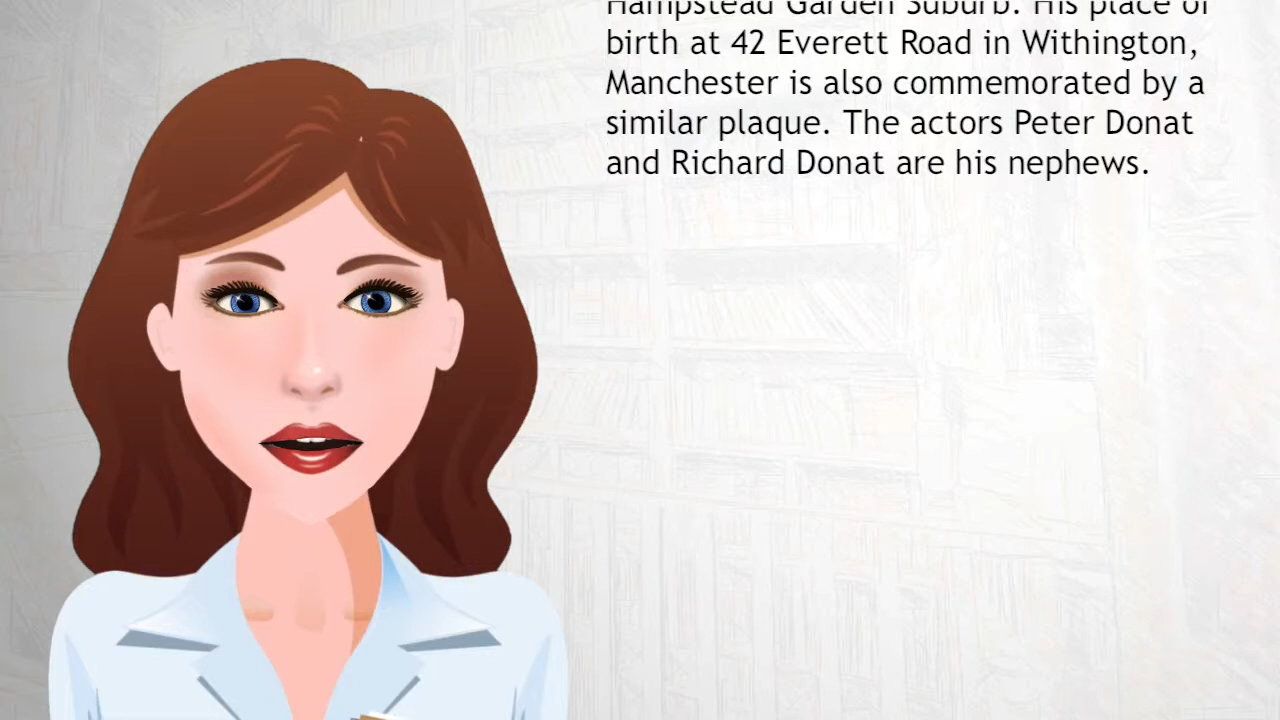 Hampstead Garden Suburb. His place of
birth at 42 Everett Road in Withington,
Manchester is also commemorated by a
similar plaque. The actors Peter Donat
and Richard Donat are his nephews.